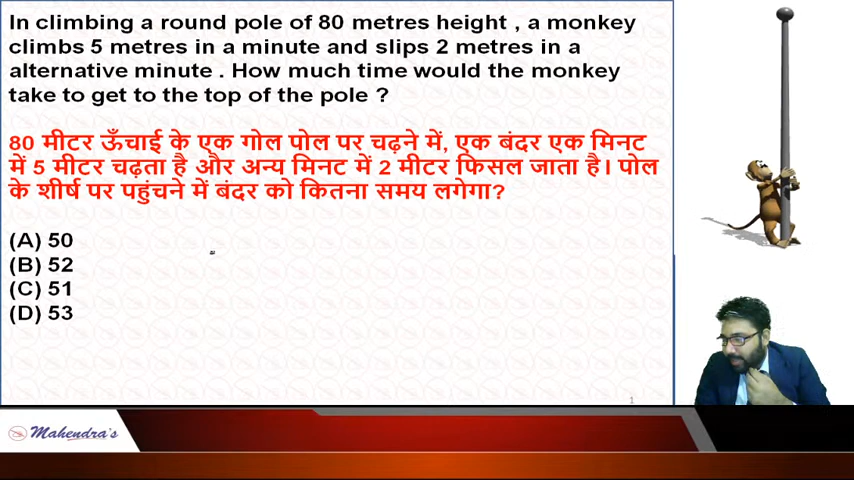 In climbing a round pole of 80 metres height , a monkey
climbs 5 metres in a minute and slips 2 metres in a
alternative minute . How much time would the monkey
take to get to the top of the pole ?
80 मीटर ऊँचाई के एक गोल पोल पर चढ़ने में, एक बंदर एक मिनट
में 5 मीटर चढ़ता है और अन्य मिनट में 2 मीटर फिसल जाता है। पोल
के शीर्ष पर पहुंचने में बंदर को कितना समय लगेगा?
(A) 50
(B) 52
(C) 51
(D) 53
1
Mahendra's